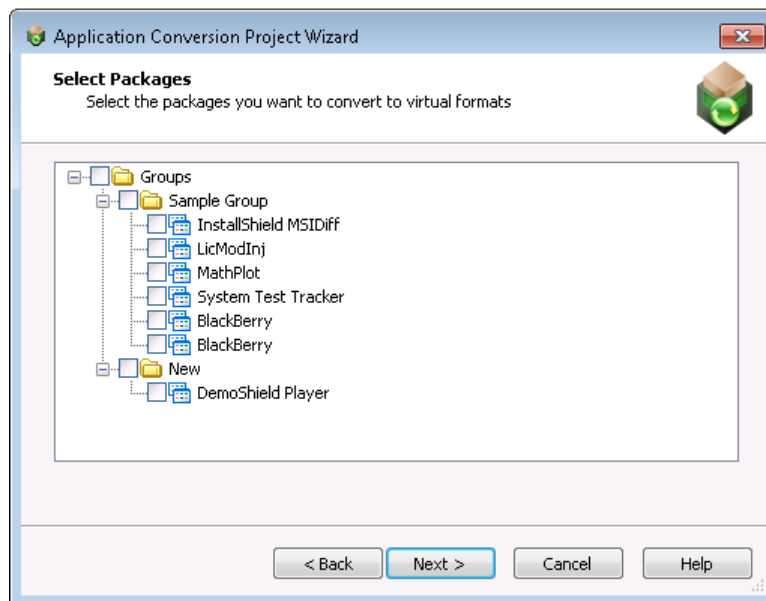 Application Conversion Project Wizard
Select Packages
Select the packages you want to convert to virtual formats
Groups
Sample Group
InstallShield MSIDiff
LicModInj
MathPlot
System Test Tracker
BlackBerry
BlackBerry
New
DemoShield Player
< Back Next > Cancel Help